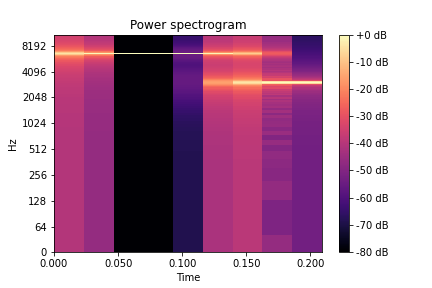 Power spectrogram
8192
4096
2048
1024
512
256
128
64
0
Hz
0.000 0.050 0.100 0.150 0.200
Time
+0 dB
-10 dB
-20 dB
-30 dB
-40 dB
-50 dB
-60 dB
-70 dB
-80 dB